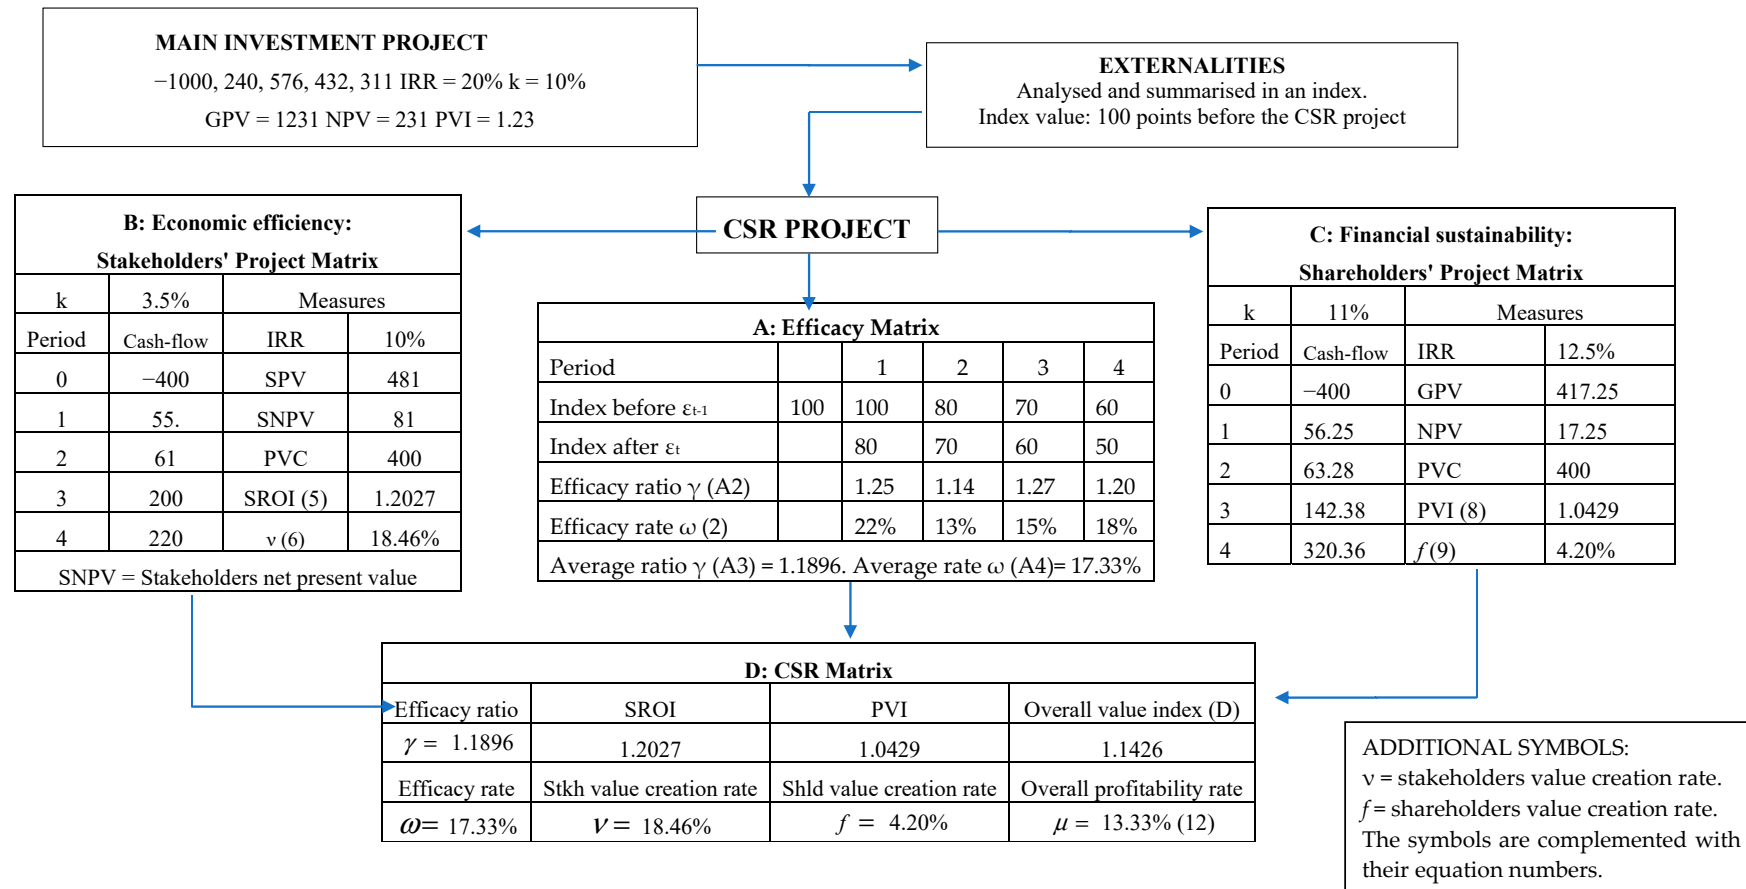 MAIN INVESTMENT PROJECT
−1000, 240, 576, 432, 311 IRR = 20% k = 10%
GPV = 1231 NPV = 231 PVI = 1.23
EXTERNALITIES
Analysed and summarised in an index.
Index value: 100 points before the CSR project
CSR PROJECT
B: Economic efficiency:
Stakeholders' Project Matrix
k 3.5% Measures
Period Cash-flow IRR 10%
0 −400 SPV 481
1 55. SNPV 81
2 61 PVC 400
3 200 SROI (5) 1.2027
4 220 ν (6) 18.46%
SNPV = Stakeholders net present value
A: Efficacy Matrix
Period 1 2 3 4
Index before εt-1 100 100 80 70 60
Index after εt 80 70 60 50
Efficacy ratio γ (A2) 1.25 1.14 1.27 1.20
Efficacy rate ω (2) 22% 13% 15% 18%
Average ratio γ (A3) = 1.1896. Average rate ω (A4)= 17.33%
C: Financial sustainability:
Shareholders' Project Matrix
k 11% Measures
Period Cash-flow IRR 12.5%
0 −400 GPV 417.25
1 56.25 NPV 17.25
2 63.28 PVC 400
3 142.38 PVI (8) 1.0429
4 320.36 f (9) 4.20%
D: CSR Matrix
Efficacy ratio SROI PVI Overall value index (D)
γ = 1.1896 1.2027 1.0429 1.1426
Efficacy rate Stkh value creation rate Shld value creation rate Overall profitability rate
ω= 17.33% ν = 18.46% f = 4.20% μ = 13.33% (12)
ADDITIONAL SYMBOLS:
ν = stakeholders value creation rate.
f = shareholders value creation rate.
The symbols are complemented with
their equation numbers.